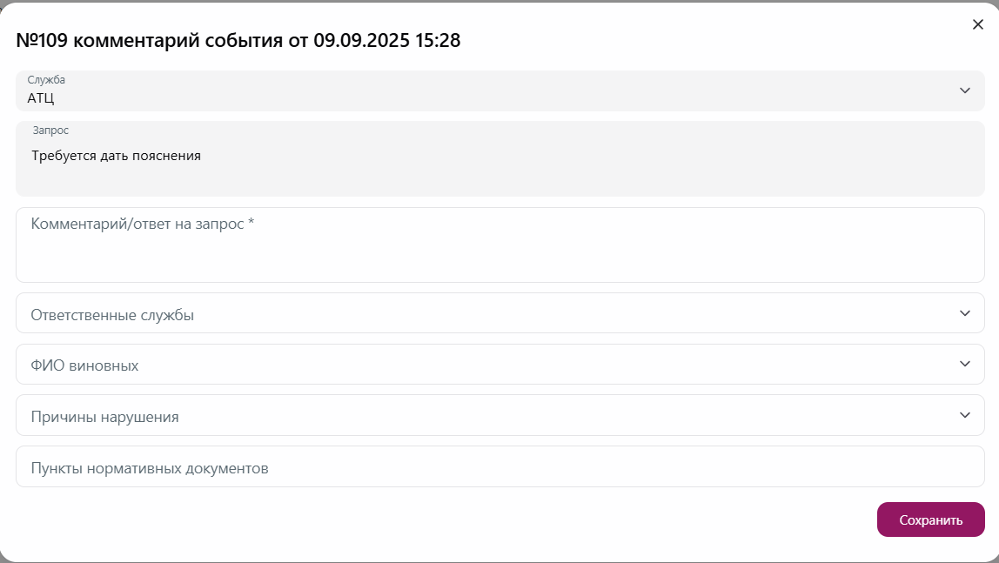 №109 комментарий события от 09.09.2025 15:28
Служба
АТЦ
Запрос
Требуется дать пояснения
Комментарий/ответ на запрос *
Ответственные службы
ФИО виновных
Причины нарушения
Пункты нормативных документов
Сохранить